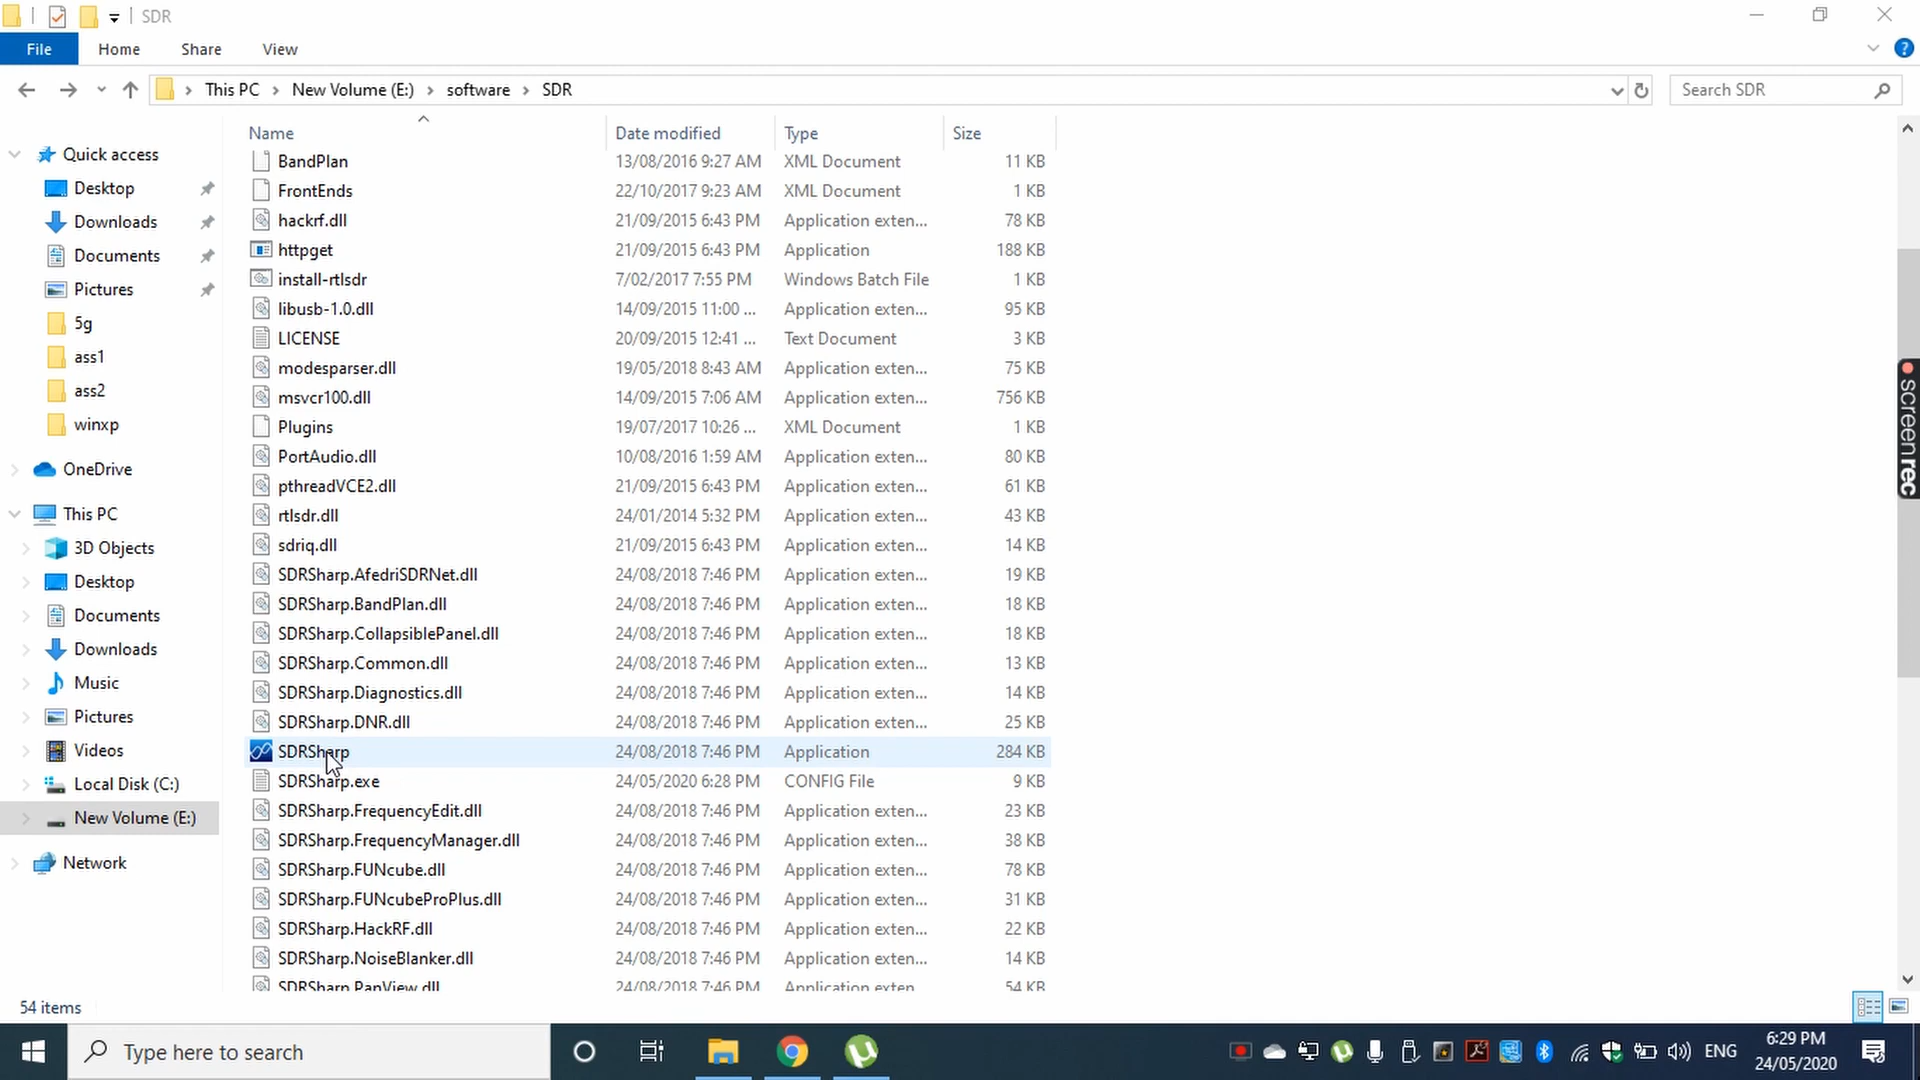 SDR
File Home Share View
This PC New Volume (E:) software SDR Search SDR
Name Date modified Type Size
BandPlan 13/08/2016 9:27 AM XML Document 11 KB
FrontEnds 22/10/2017 9:23 AM XML Document 1 KB
hackrf.dll 21/09/2015 6:43 PM Application exten... 78 KB
httpget 21/09/2015 6:43 PM Application 188 KB
install-rtlsdr 7/02/2017 7:55 PM Windows Batch File 1 KB
libusb-1.0.dll 14/09/2015 11:00 ... Application exten... 95 KB
LICENSE 20/09/2015 12:41 ... Text Document 3 KB
modesparser.dll 19/05/2018 8:43 AM Application exten... 75 KB
msvcr100.dll 14/09/2015 7:06 AM Application exten... 756 KB
Plugins 19/07/2017 10:26 ... XML Document 1 KB
PortAudio.dll 10/08/2016 1:59 AM Application exten... 80 KB
pthreadVCE2.dll 21/09/2015 6:43 PM Application exten... 61 KB
rtlsdr.dll 24/01/2014 5:32 PM Application exten... 43 KB
sdriq.dll 21/09/2015 6:43 PM Application exten... 14 KB
SDRSharp.AfedriSDRNet.dll 24/08/2018 7:46 PM Application exten... 19 KB
SDRSharp.BandPlan.dll 24/08/2018 7:46 PM Application exten... 18 KB
SDRSharp.CollapsiblePanel.dll 24/08/2018 7:46 PM Application exten... 18 KB
SDRSharp.Common.dll 24/08/2018 7:46 PM Application exten... 13 KB
SDRSharp.Diagnostics.dll 24/08/2018 7:46 PM Application exten... 14 KB
SDRSharp.DNR.dll 24/08/2018 7:46 PM Application exten... 25 KB
SDRSharp 24/08/2018 7:46 PM Application 284 KB
SDRSharp.exe 24/05/2020 6:28 PM CONFIG File 9 KB
SDRSharp.FrequencyEdit.dll 24/08/2018 7:46 PM Application exten... 23 KB
SDRSharp.FrequencyManager.dll 24/08/2018 7:46 PM Application exten... 38 KB
SDRSharp.FUNcube.dll 24/08/2018 7:46 PM Application exten... 78 KB
SDRSharp.FUNcubeProPlus.dll 24/08/2018 7:46 PM Application exten... 31 KB
SDRSharp.HackRF.dll 24/08/2018 7:46 PM Application exten... 22 KB
SDRSharp.NoiseBlanker.dll 24/08/2018 7:46 PM Application exten... 14 KB
SDRSharp.PanView.dll 24/08/2018 7:46 PM Application exten... 54 KB
Quick access
Desktop
Downloads
Documents
Pictures
5g
ass1
ass2
winxp
OneDrive
This PC
3D Objects
Desktop
Documents
Downloads
Music
Pictures
Videos
Local Disk (C:)
New Volume (E:)
Network
screenrec
54 items
Type here to search
ENG
6:29 PM
24/05/2020